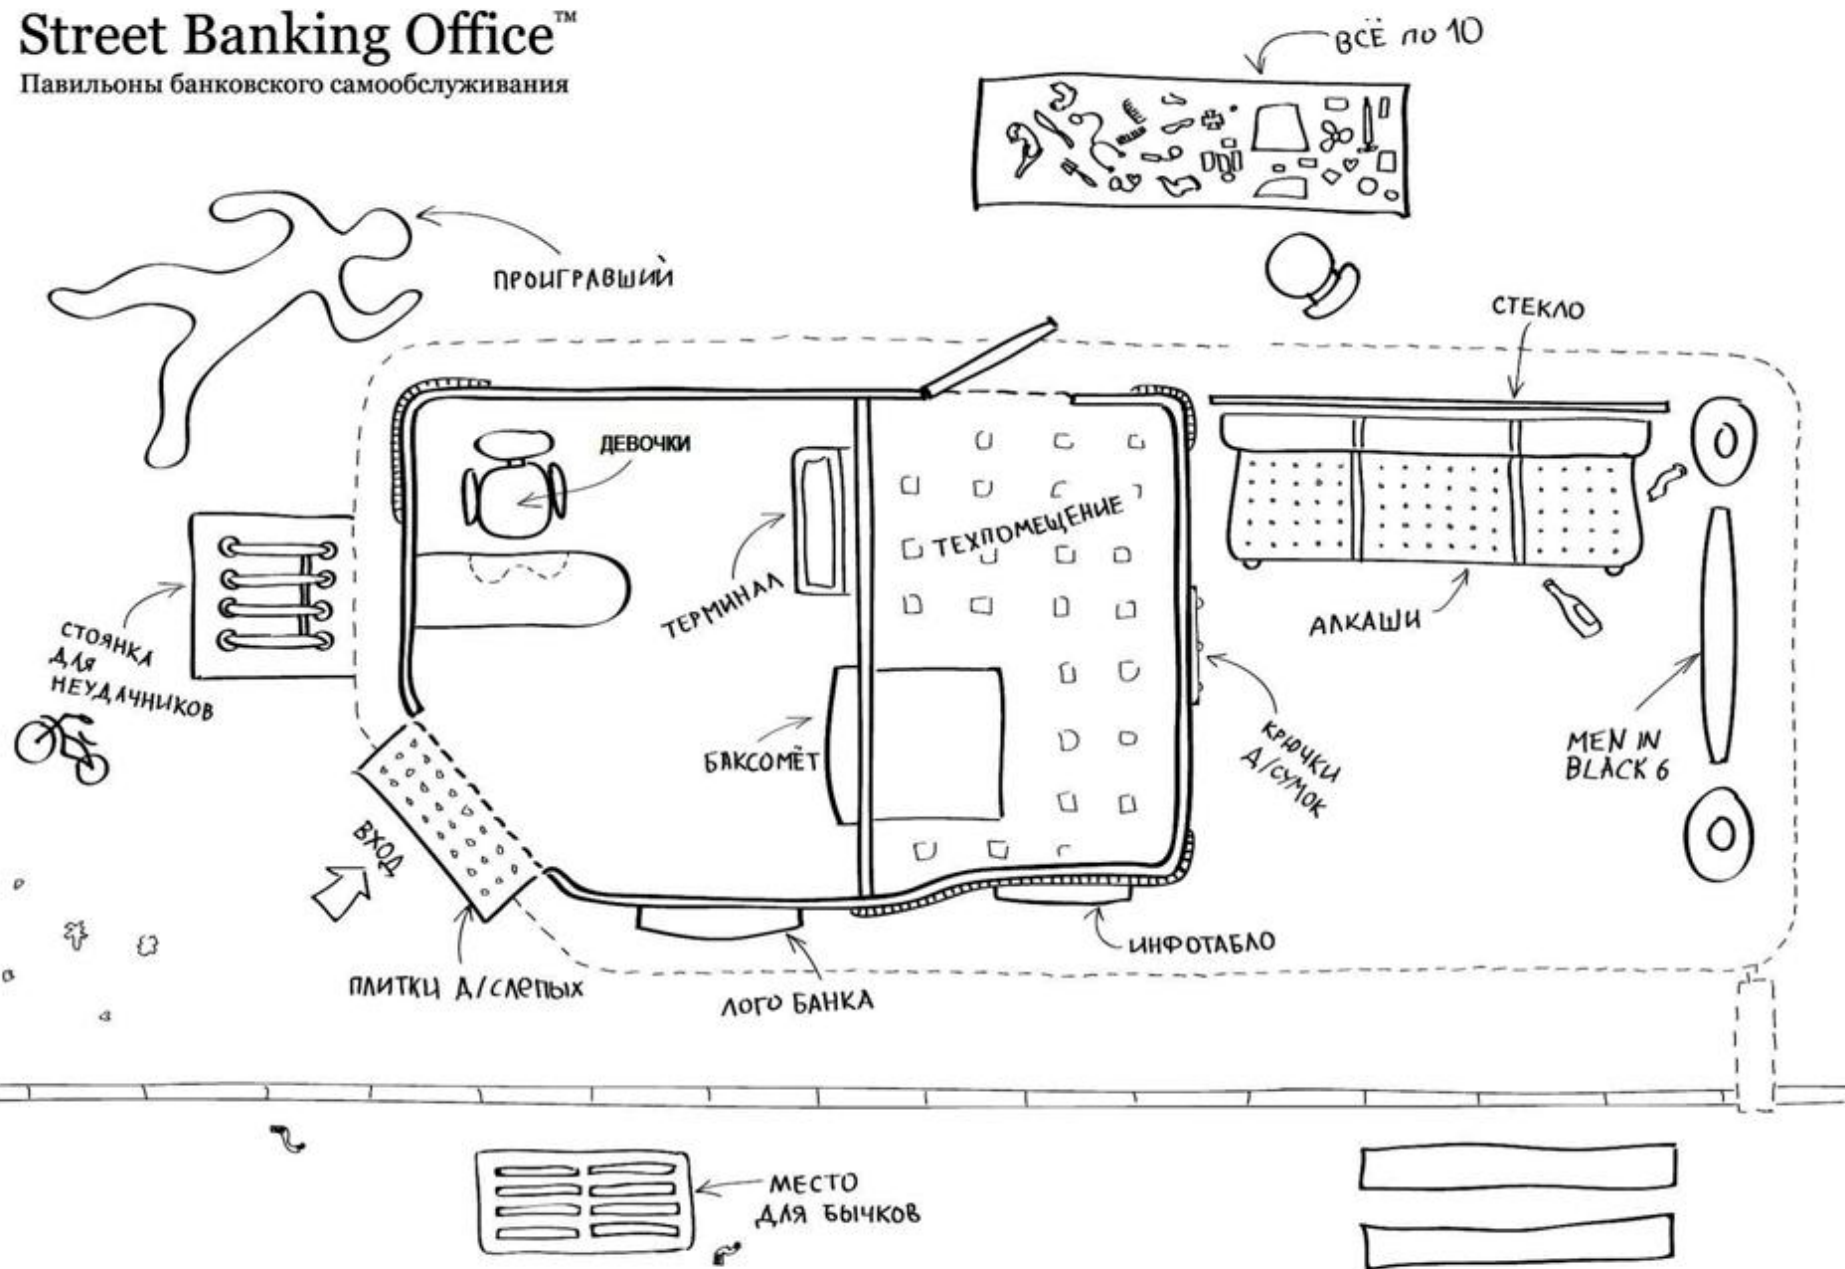 Street Banking Office™
Павильоны банковского самообслуживания
ВСЁ ПО 10
ПРОИГРАВШИЙ
СТЕКЛО
ДЕВОЧКИ
ТЕХПОМЕЩЕНИЕ
ТЕРМИНАЛ
АЛКАШИ
СТОЯНКА
ДЛЯ
НЕУДАЧНИКОВ
БАКСОМЁТ
КРЮЧКИ
Д/СУМОК
MEN IN
BLACK 6
ВХОД
ИНФОТАБЛО
ПЛИТКИ Д/СЛЕПЫХ
ЛОГО БАНКА
МЕСТО
ДЛЯ БЫЧКОВ